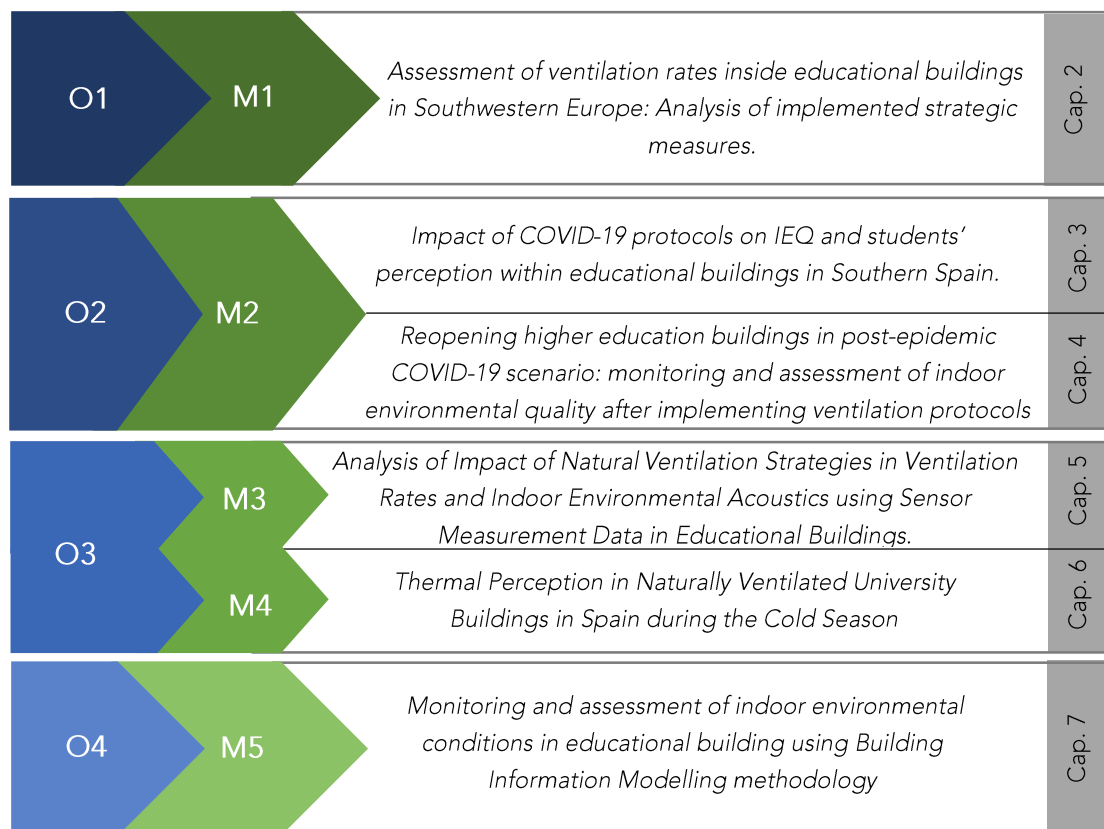 O1
M1
Assessment of ventilation rates inside educational buildings
in Southwestern Europe: Analysis of implemented strategic
measures.
Cap. 2
O2
M2
Impact of COVID-19 protocols on IEQ and students’
perception within educational buildings in Southern Spain.
Cap. 3
Reopening higher education buildings in post-epidemic
COVID-19 scenario: monitoring and assessment of indoor
environmental quality after implementing ventilation protocols
Cap. 4
O3
M3
Analysis of Impact of Natural Ventilation Strategies in Ventilation
Rates and Indoor Environmental Acoustics using Sensor
Measurement Data in Educational Buildings.
Cap. 5
M4
Thermal Perception in Naturally Ventilated University
Buildings in Spain during the Cold Season
Cap. 6
O4
M5
Monitoring and assessment of indoor environmental
conditions in educational building using Building
Information Modelling methodology
Cap. 7